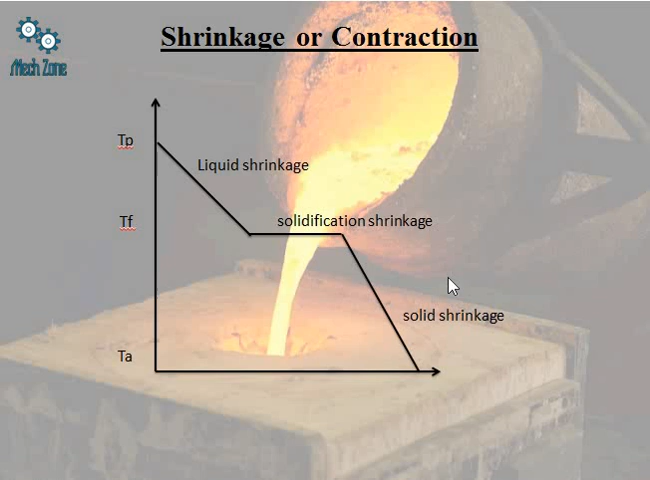 Shrinkage or Contraction
Mech Zone
Tp
Liquid shrinkage
Tf
solidification shrinkage
solid shrinkage
Ta